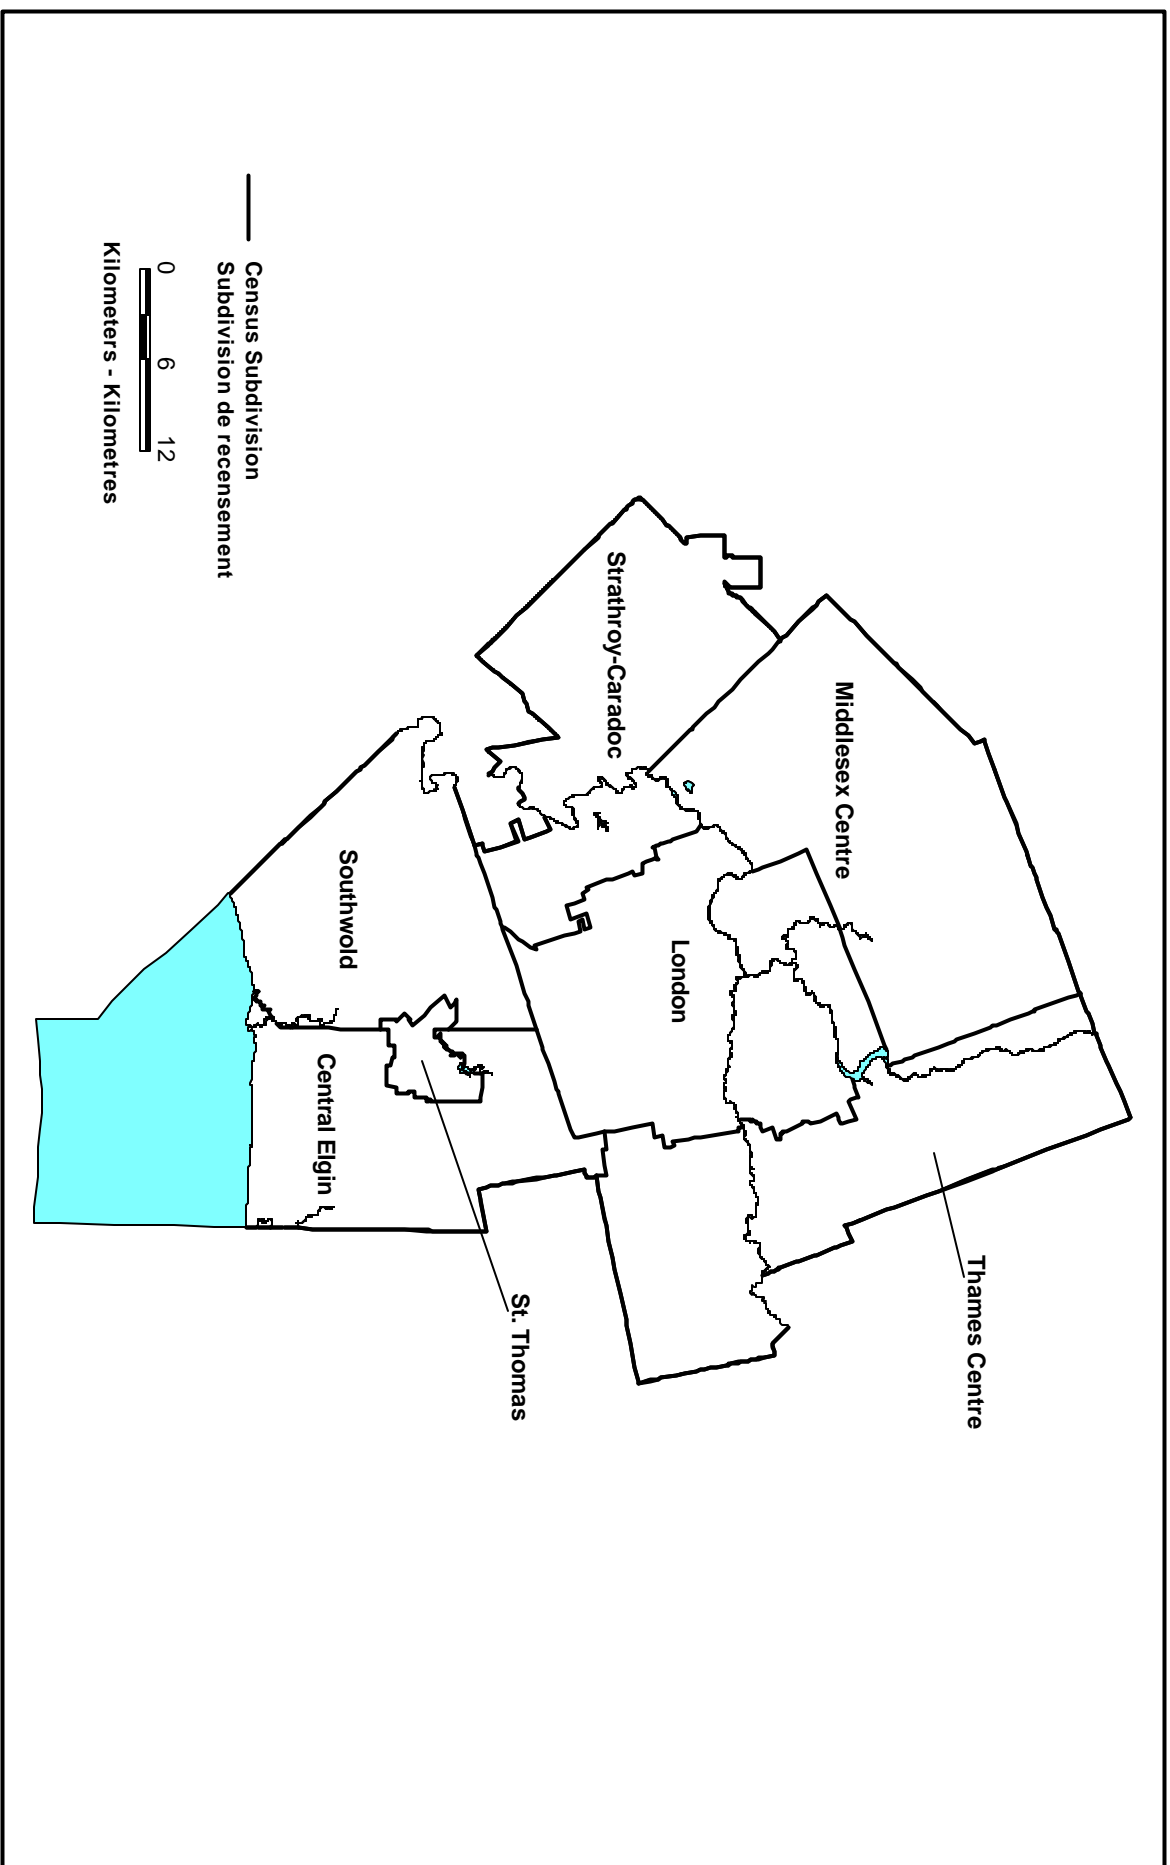 Thames Centre
Middlesex Centre
London
Strathroy-Caradoc
St. Thomas
Southwold
Central Elgin
Census Subdivision
Subdivision de recensement
0 6 12
Kilometers - Kilometres